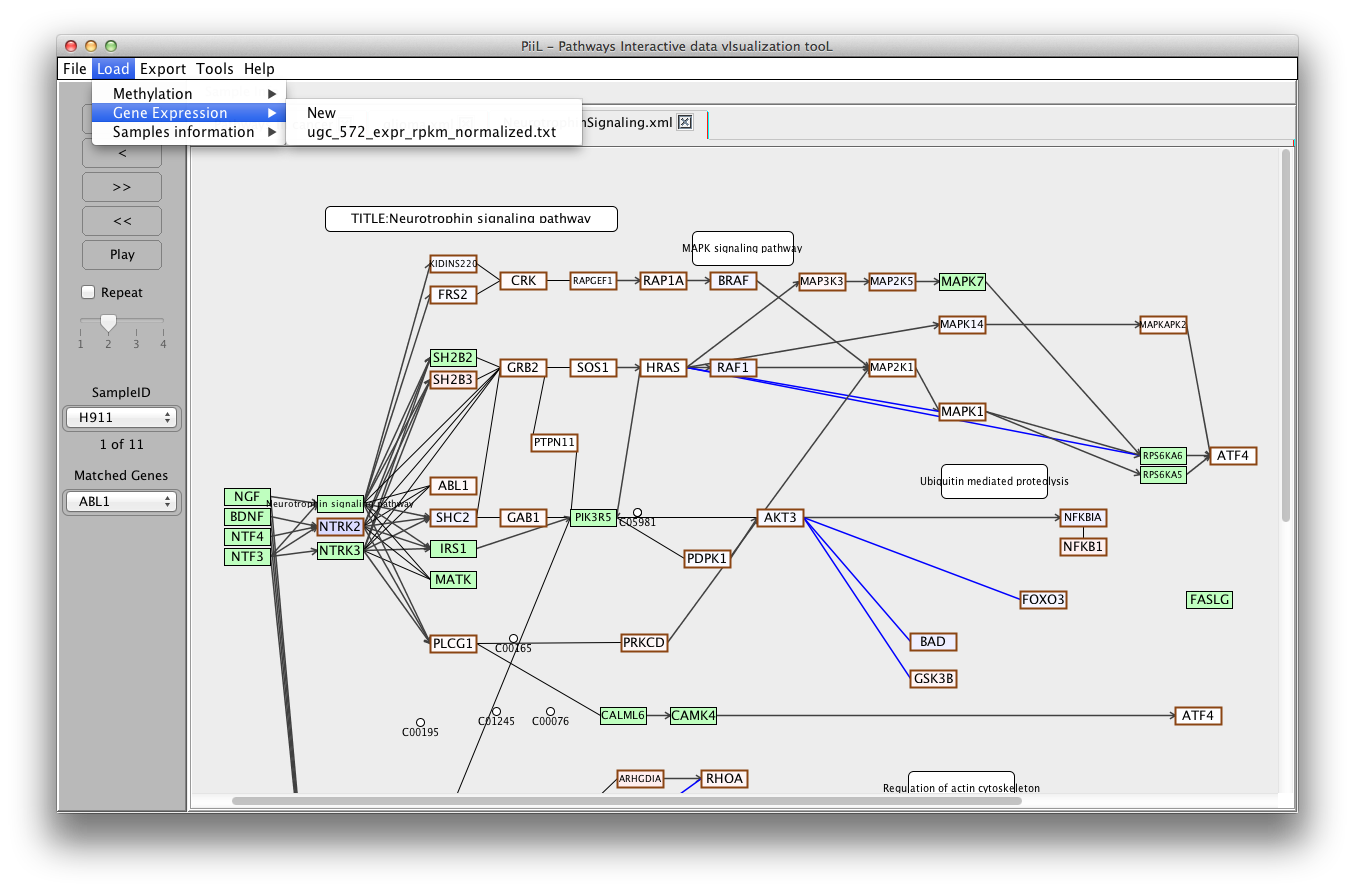 PiiL - Pathways Interactive data vIsualization tooL
File Load Export Tools Help
Methylation
Gene Expression
Samples information
New
ugc_572_expr_rpkm_normalized.txt
Signaling.xml
<
>>
<<
Play
Repeat
1 2 3 4
SampleID
H911
1 of 11
Matched Genes
ABL1
TITLE:Neurotrophin signaling pathway
MAPK signaling pathway
KIDINS220
CRK
RAPGEF1
RAP1A
BRAF
MAP3K3
MAP2K5
MAPK7
FRS2
MAPK14
MAPKAPK2
SH2B2
SH2B3
GRB2
SOS1
HRAS
RAF1
MAP2K1
MAPK1
PTPN11
RPS6KA6
RPS6KA5
ATF4
Ubiquitin mediated proteolysis
ABL1
NGF
BDNF
NTF4
NTF3
Neurotrophin signaling pathway
NTRK2
NTRK3
SHC2
GAB1
PIK3R5
C05981
AKT3
NFKBIA
NFKB1
IRS1
PDPK1
MATK
FOXO3
FASLG
PLCG1
C00165
PRKCD
BAD
GSK3B
C00195
C01245
C00076
CALML6
CAMK4
ATF4
ARHGDIA
RHOA
Regulation of actin cytoskeleton